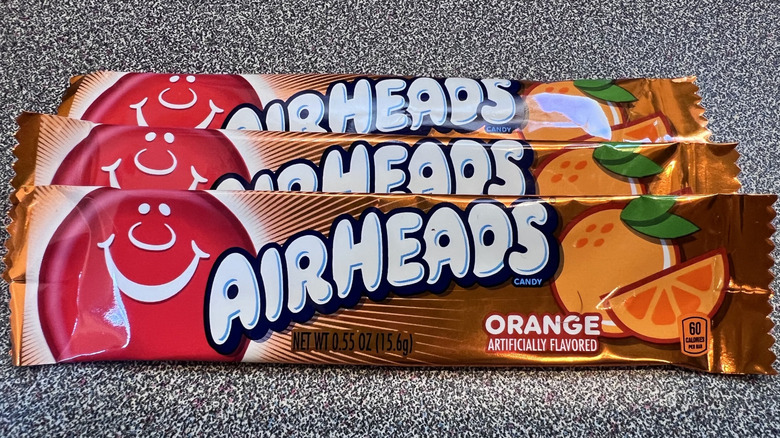 AIRHEADS
CANDY
AIRHEADS
AIRHEADS
CANDY
ORANGE
ARTIFICIALLY FLAVORED
NET WT 0.55 OZ (15.6g)
60
CALORIES
PER BAR